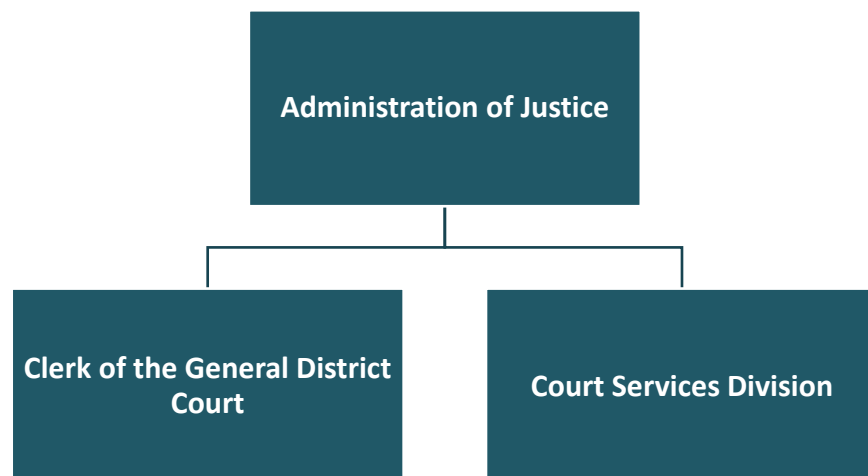 Administration of Justice
Clerk of the General District
Court
Court Services Division